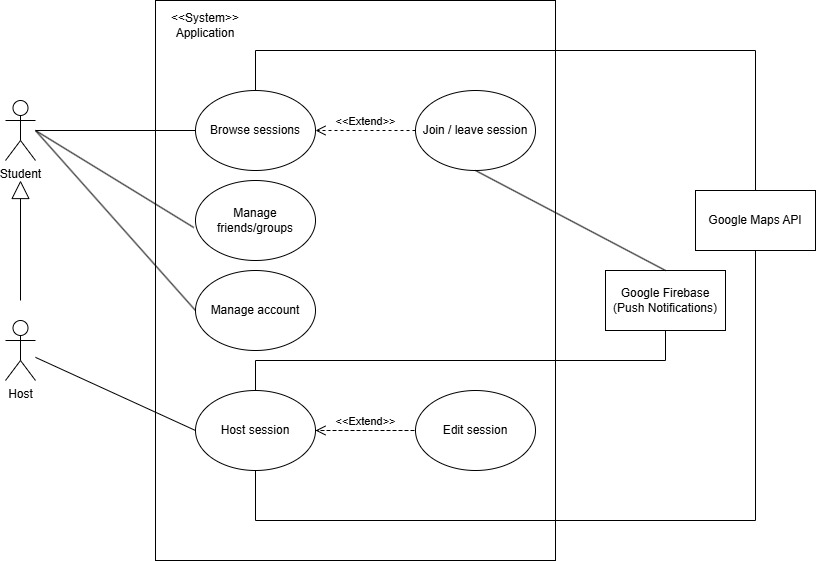 <<System>>
Application
<<Extend>>
Browse sessions
Join / leave session
Student
Manage
friends/groups
Google Maps API
Manage account
Google Firebase
(Push Notifications)
Host
<<Extend>>
Host session
Edit session